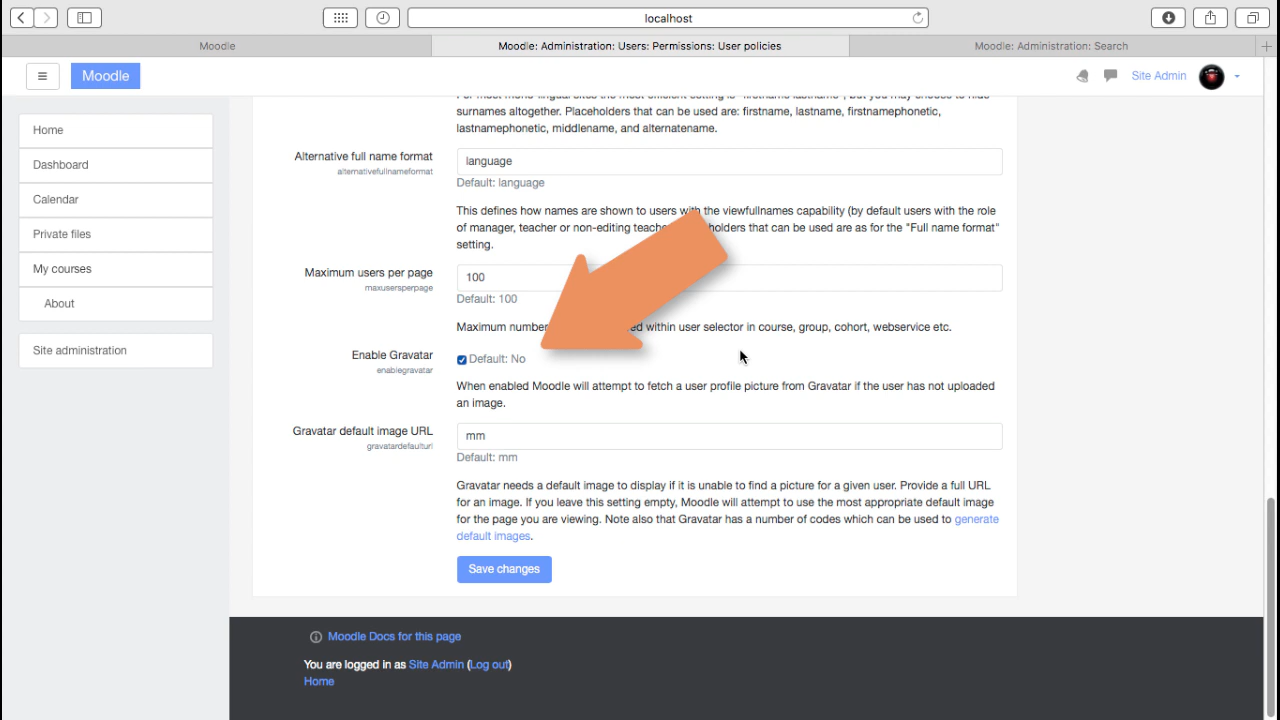 localhost
Moodle
Moodle: Administration: Users: Permissions: User policies
Moodle: Administration: Search
Moodle
Site Admin
Home
Dashboard
Calendar
Private files
My courses
About
Site administration
surnames altogether. Placeholders that can be used are: firstname, lastname, firstnamephonetic,
lastnamephonetic, middlename, and alternatename.
Alternative full name format
alternativefullnameformat
language
Default: language
This defines how names are shown to users with the viewfullnames capability (by default users with the role
of manager, teacher or non-editing teache holders that can be used are as for the "Full name format"
setting.
Maximum users per page
maxusersperpage
100
Default: 100
Maximum number ed within user selector in course, group, cohort, webservice etc.
Enable Gravatar
enablegravatar
Default: No
When enabled Moodle will attempt to fetch a user profile picture from Gravatar if the user has not uploaded
an image.
Gravatar default image URL
gravatardefaulturl
mm
Default: mm
Gravatar needs a default image to display if it is unable to find a picture for a given user. Provide a full URL
for an image. If you leave this setting empty, Moodle will attempt to use the most appropriate default image
for the page you are viewing. Note also that Gravatar has a number of codes which can be used to generate
default images.
Save changes
Moodle Docs for this page
You are logged in as Site Admin (Log out)
Home